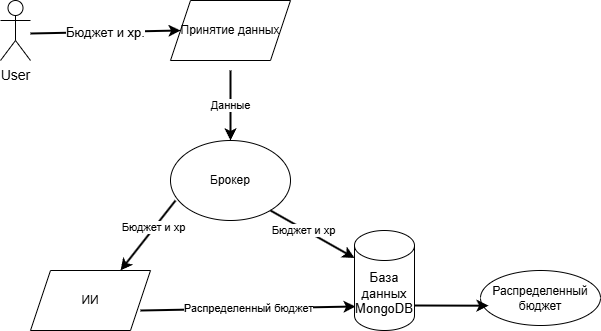 Бюджет и хр.
Принятие данных
User
Данные
Брокер
Бюджет и хр
Бюджет и хр
ИИ
Распределенный бюджет
База
данных
MongoDB
Распределенный
бюджет